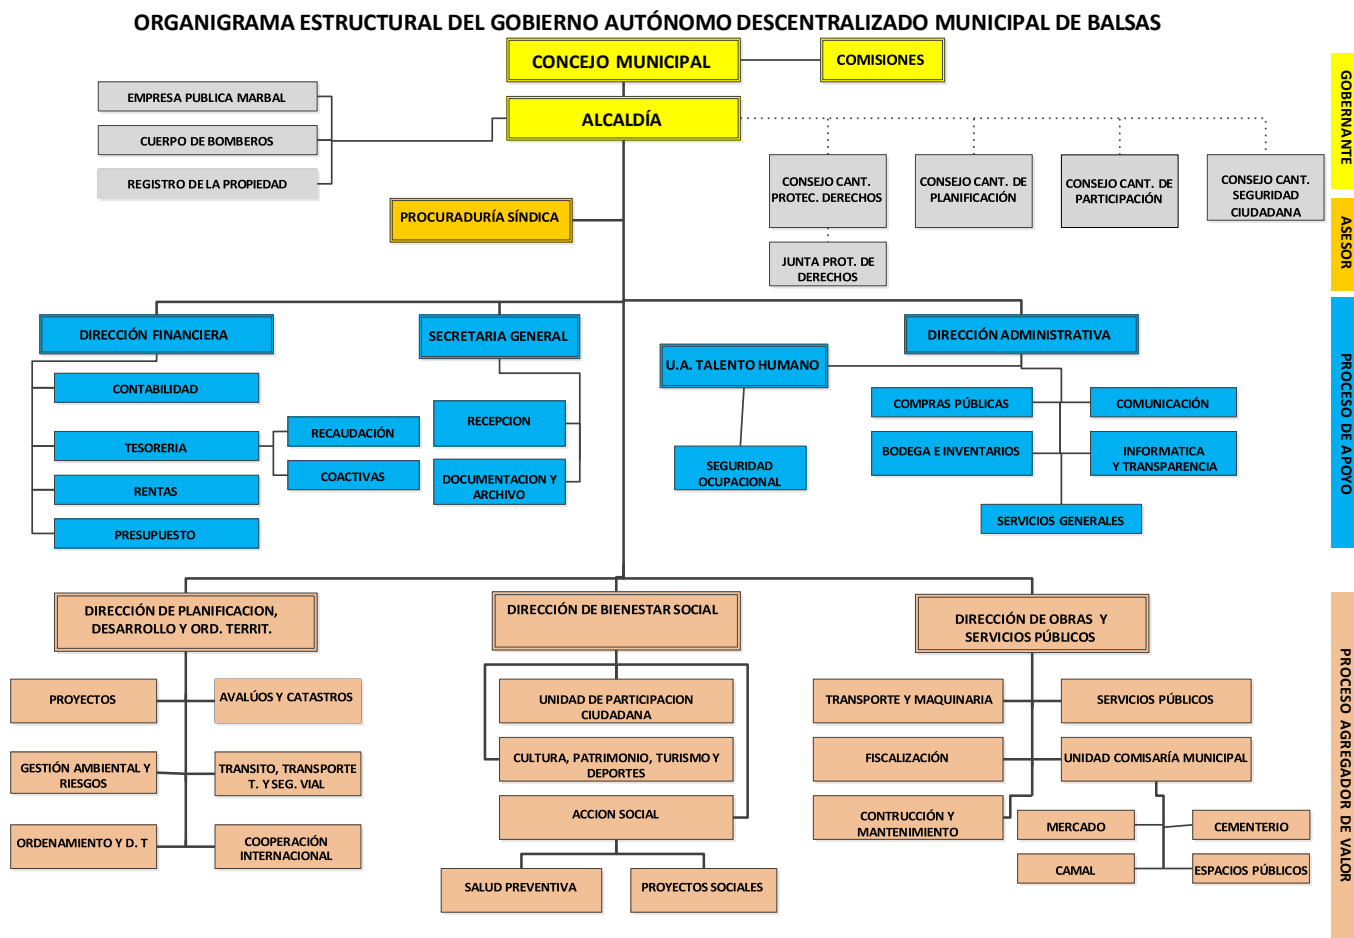 ORGANIGRAMA ESTRUCTURAL DEL GOBIERNO AUTÓNOMO DESCENTRALIZADO MUNICIPAL DE BALSAS
CONCEJO MUNICIPAL
COMISIONES
GOBERNANTE
EMPRESA PUBLICA MARBAL
ALCALDÍA
CUERPO DE BOMBEROS
REGISTRO DE LA PROPIEDAD
CONSEJO CANT.
PROTEC. DERECHOS
CONSEJO CANT. DE
PLANIFICACIÓN
CONSEJO CANT. DE
PARTICIPACIÓN
CONSEJO CANT.
SEGURIDAD
CIUDADANA
PROCURADURÍA SÍNDICA
ASESOR
JUNTA PROT. DE
DERECHOS
DIRECCIÓN FINANCIERA
SECRETARIA GENERAL
DIRECCIÓN ADMINISTRATIVA
PROCESO DE APOYO
U.A. TALENTO HUMANO
CONTABILIDAD
TESORERIA
RECAUDACIÓN
COACTIVAS
RENTAS
PRESUPUESTO
RECEPCION
DOCUMENTACION Y
ARCHIVO
SEGURIDAD
OCUPACIONAL
COMPRAS PÚBLICAS
COMUNICACIÓN
BODEGA E INVENTARIOS
INFORMATICA
Y TRANSPARENCIA
SERVICIOS GENERALES
DIRECCIÓN DE PLANIFICACION,
DESARROLLO Y ORD. TERRIT.
DIRECCIÓN DE BIENESTAR SOCIAL
DIRECCIÓN DE OBRAS Y
SERVICIOS PÚBLICOS
PROCESO AGREGADOR DE VALOR
PROYECTOS
AVALÚOS Y CATASTROS
GESTIÓN AMBIENTAL Y
RIESGOS
TRANSITO, TRANSPORTE
T. Y SEG. VIAL
ORDENAMIENTO Y D. T
COOPERACIÓN
INTERNACIONAL
UNIDAD DE PARTICIPACION
CIUDADANA
CULTURA, PATRIMONIO, TURISMO Y
DEPORTES
ACCION SOCIAL
SALUD PREVENTIVA
PROYECTOS SOCIALES
TRANSPORTE Y MAQUINARIA
SERVICIOS PÚBLICOS
FISCALIZACIÓN
UNIDAD COMISARÍA MUNICIPAL
CONTRUCCIÓN Y
MANTENIMIENTO
MERCADO
CEMENTERIO
CAMAL
ESPACIOS PÚBLICOS